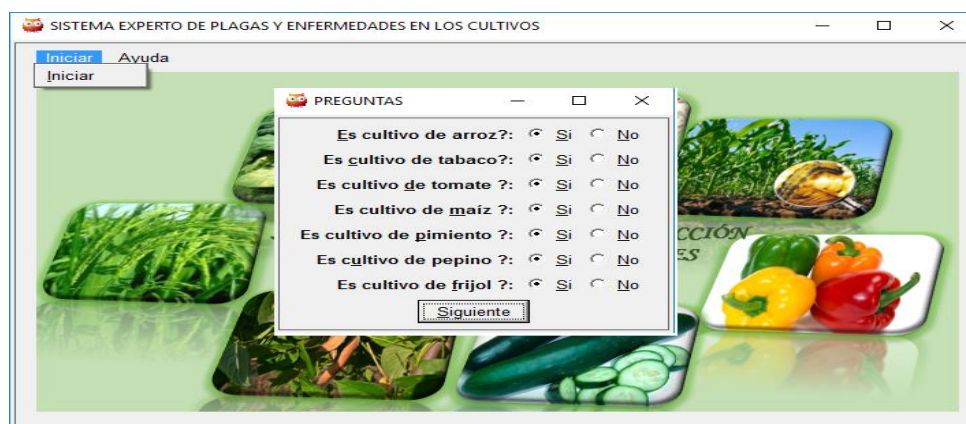 SISTEMA EXPERTO DE PLAGAS Y ENFERMEDADES EN LOS CULTIVOS
Iniciar Ayuda
Iniciar
PREGUNTAS
Es cultivo de arroz?: Si No
Es cultivo de tabaco?: Si No
Es cultivo de tomate ?: Si No
Es cultivo de maíz ?: Si No
Es cultivo de pimiento ?: Si No
Es cultivo de pepino ?: Si No
Es cultivo de frijol ?: Si No
Siguiente